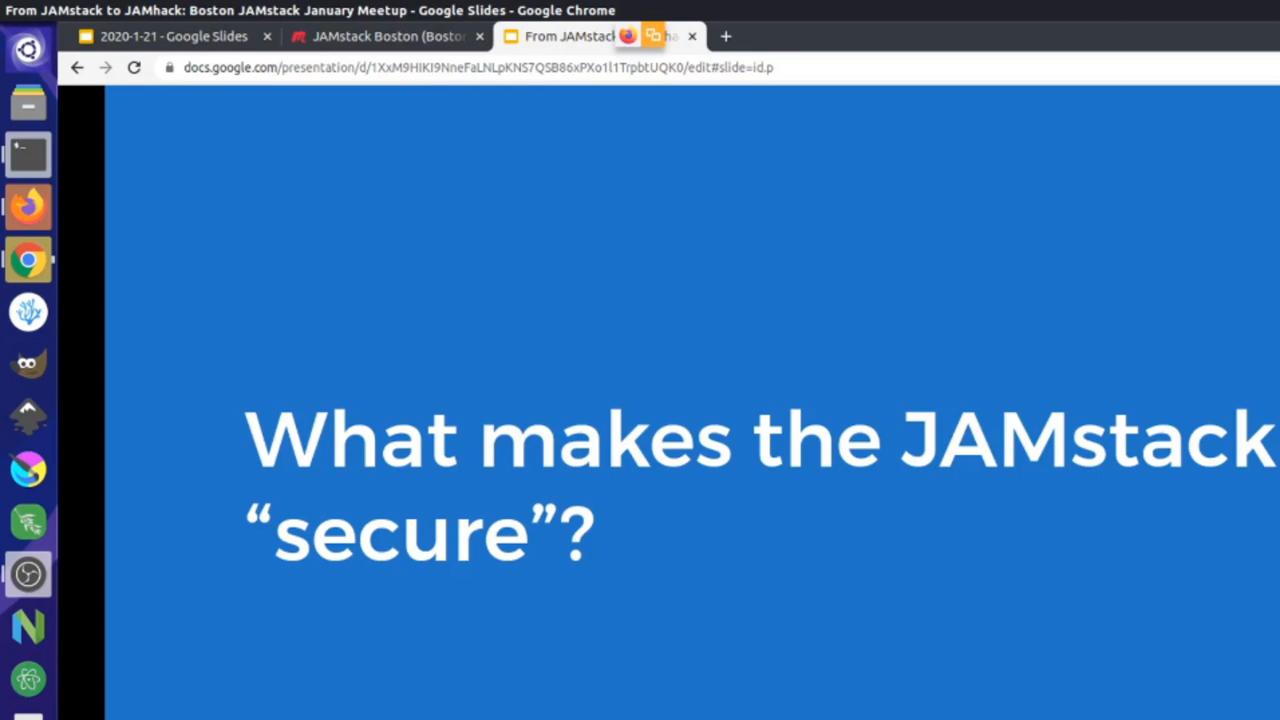 From JAMstack to JAMhack: Boston JAMstack January Meetup - Google Slides - Google Chrome
2020-1-21 - Google Slides
JAMstack Boston (Bosto
From JAMstac
docs.google.com/presentation/d/1XxM9HIKI9NneFaLNLpKNS7QSB86xPXo1l1TrpbtUQK0/edit#slide=id.p
What makes the JAMstack
“secure”?